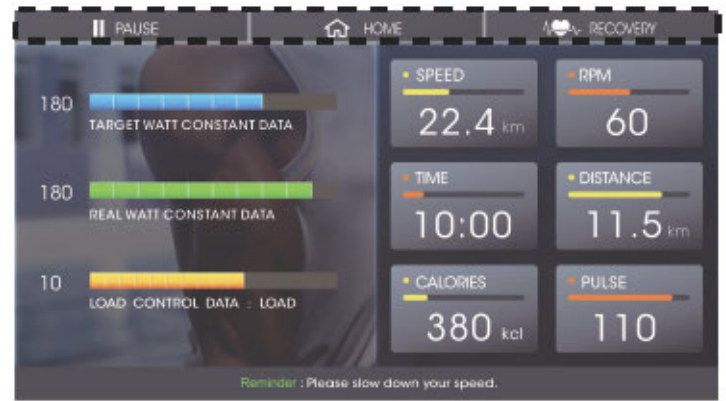 PAUSE
HOME
RECOVERY
180
TARGET WATT CONSTANT DATA
180
REAL WATT CONSTANT DATA
10
LOAD CONTROL DATA : LOAD
SPEED
22.4 km
RPM
60
TIME
10:00
DISTANCE
11.5 km
CALORIES
380 kcl
PULSE
110
Reminder : Please slow down your speed.